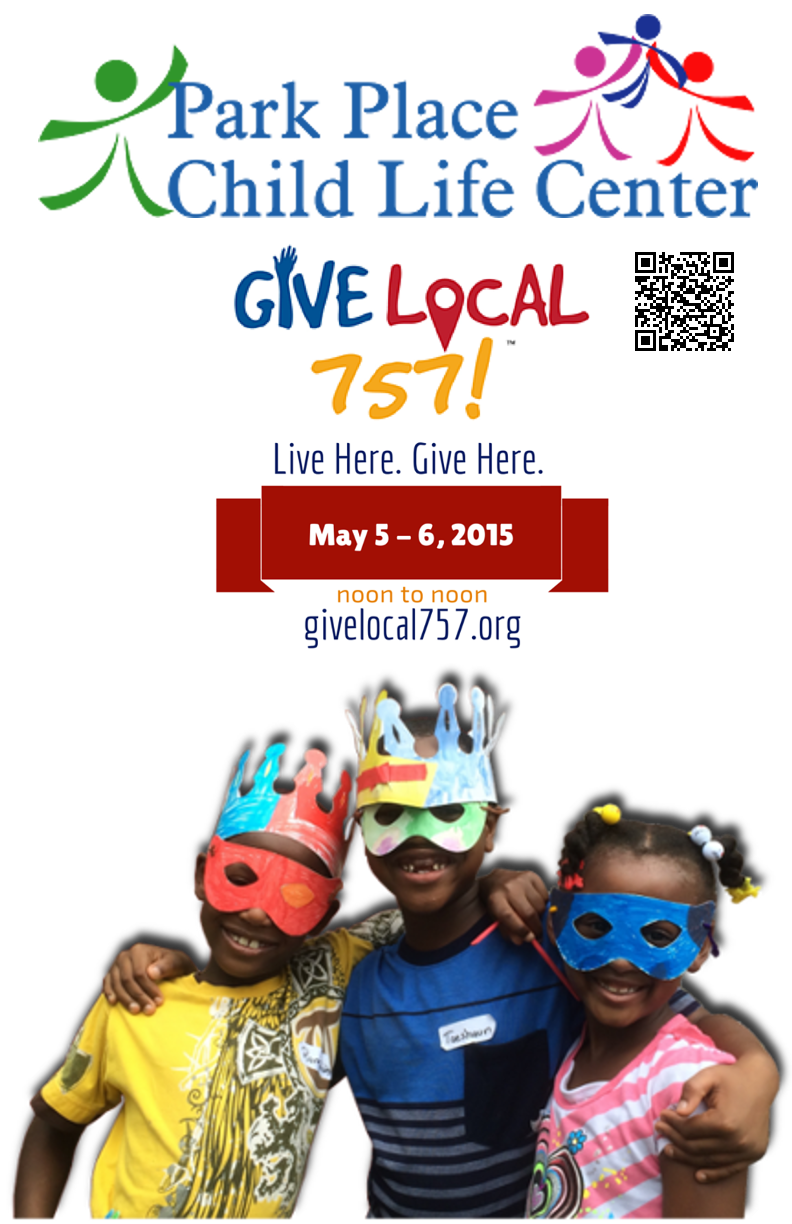 Park Place
Child Life Center
GIVE LOCAL
757!
™
Live Here. Give Here.
May 5 – 6, 2015
noon to noon
givelocal757.org